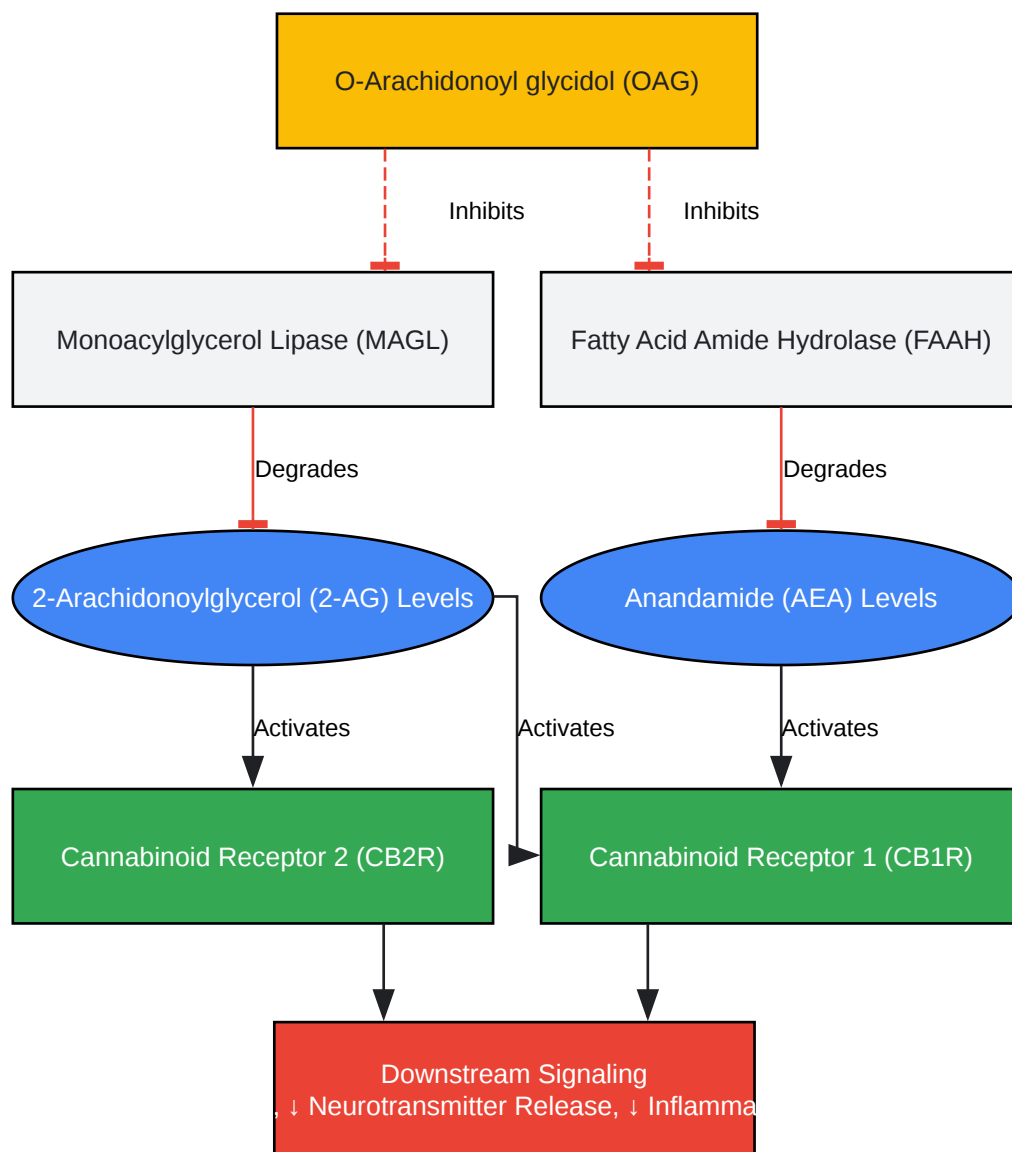 O-Arachidonoyl glycidol (OAG)
Inhibits
Inhibits
Monoacylglycerol Lipase (MAGL)
Fatty Acid Amide Hydrolase (FAAH)
Degrades
Degrades
2-Arachidonoylglycerol (2-AG) Levels
Anandamide (AEA) Levels
Activates
Activates
Activates
Cannabinoid Receptor 2 (CB2R)
Cannabinoid Receptor 1 (CB1R)
Downstream Signaling
, ↓ Neurotransmitter Release, ↓